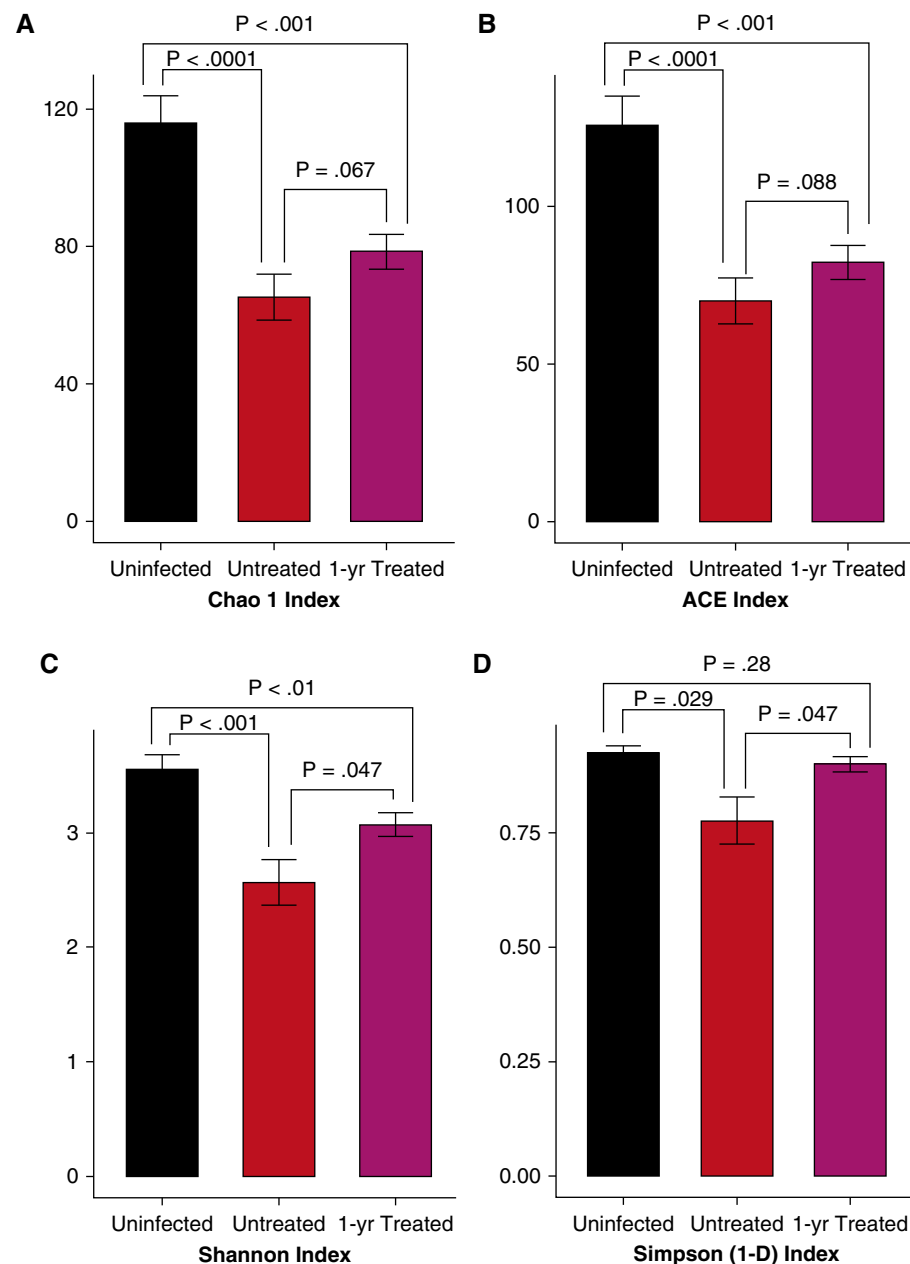 A
P < .001
P < .0001
P = .067
120
80
40
0
Uninfected Untreated 1-yr Treated
Chao 1 Index
B
P < .001
P < .0001
P = .088
100
50
0
Uninfected Untreated 1-yr Treated
ACE Index
C
P < .01
P < .001
P = .047
3
2
1
0
Uninfected Untreated 1-yr Treated
Shannon Index
D
P = .28
P = .029
P = .047
0.75
0.50
0.25
0.00
Uninfected Untreated 1-yr Treated
Simpson (1-D) Index